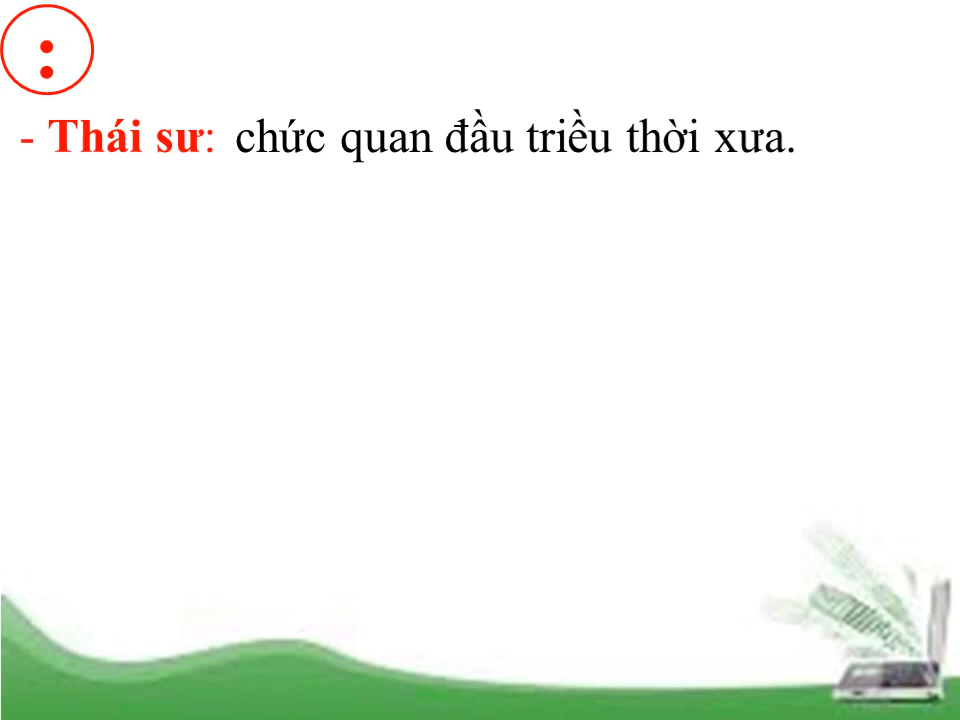 :
- Thái sư: chức quan đầu triều thời xưa.